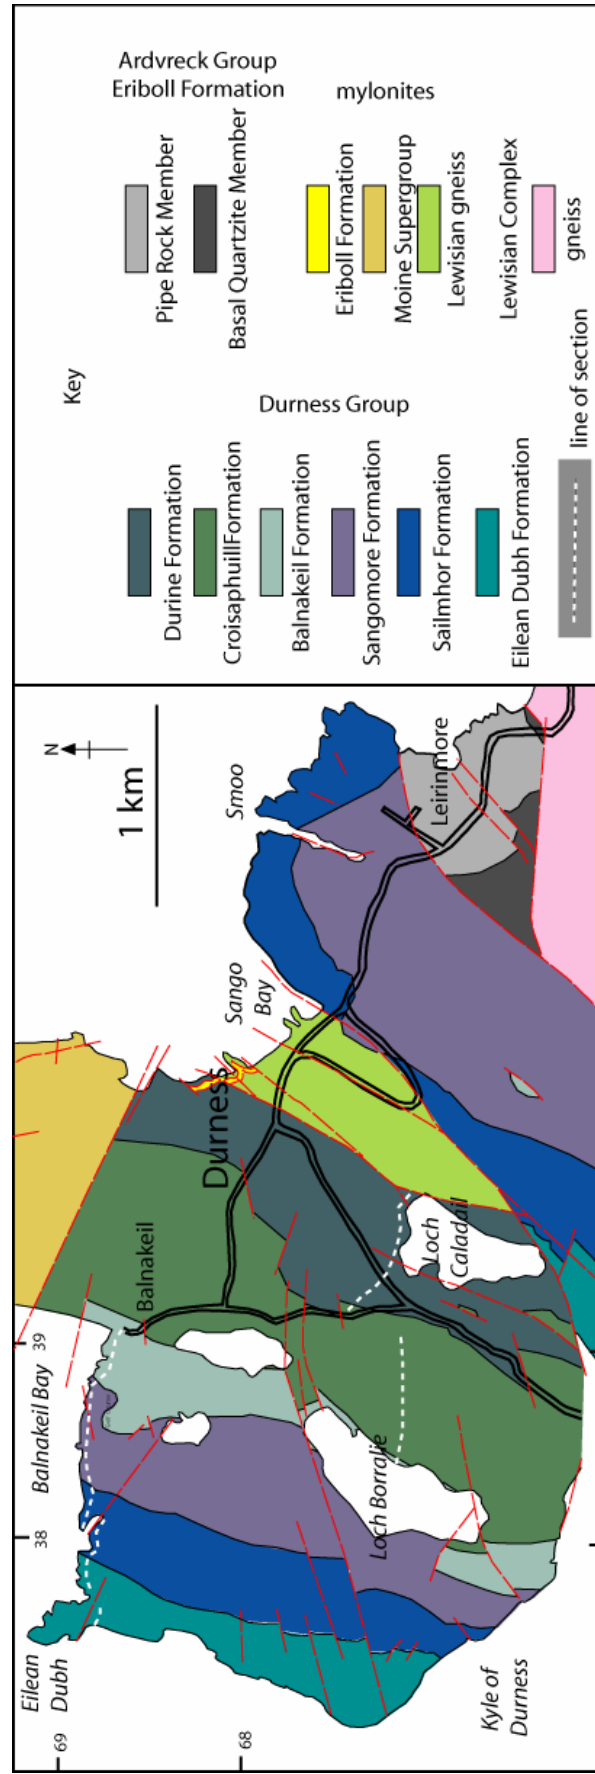 Key
Durness Group
Durine Formation
CroisaphuillFormation
Balnakeil Formation
Sangomore Formation
Sailmhor Formation
Eilean Dubh Formation
line of section
Ardvreck Group
Eriboll Formation
Pipe Rock Member
Basal Quartzite Member
mylonites
Eriboll Formation
Moine Supergroup
Lewisian gneiss
Lewisian Complex
gneiss
N
1 km
Smoo
Sango
Bay
Durness
Leirinmore
Balnakeil
Balnakeil Bay
39
38
Loch
Caladail
Loch Borralie
Eilean
Dubh
Kyle of
Durness
69
68